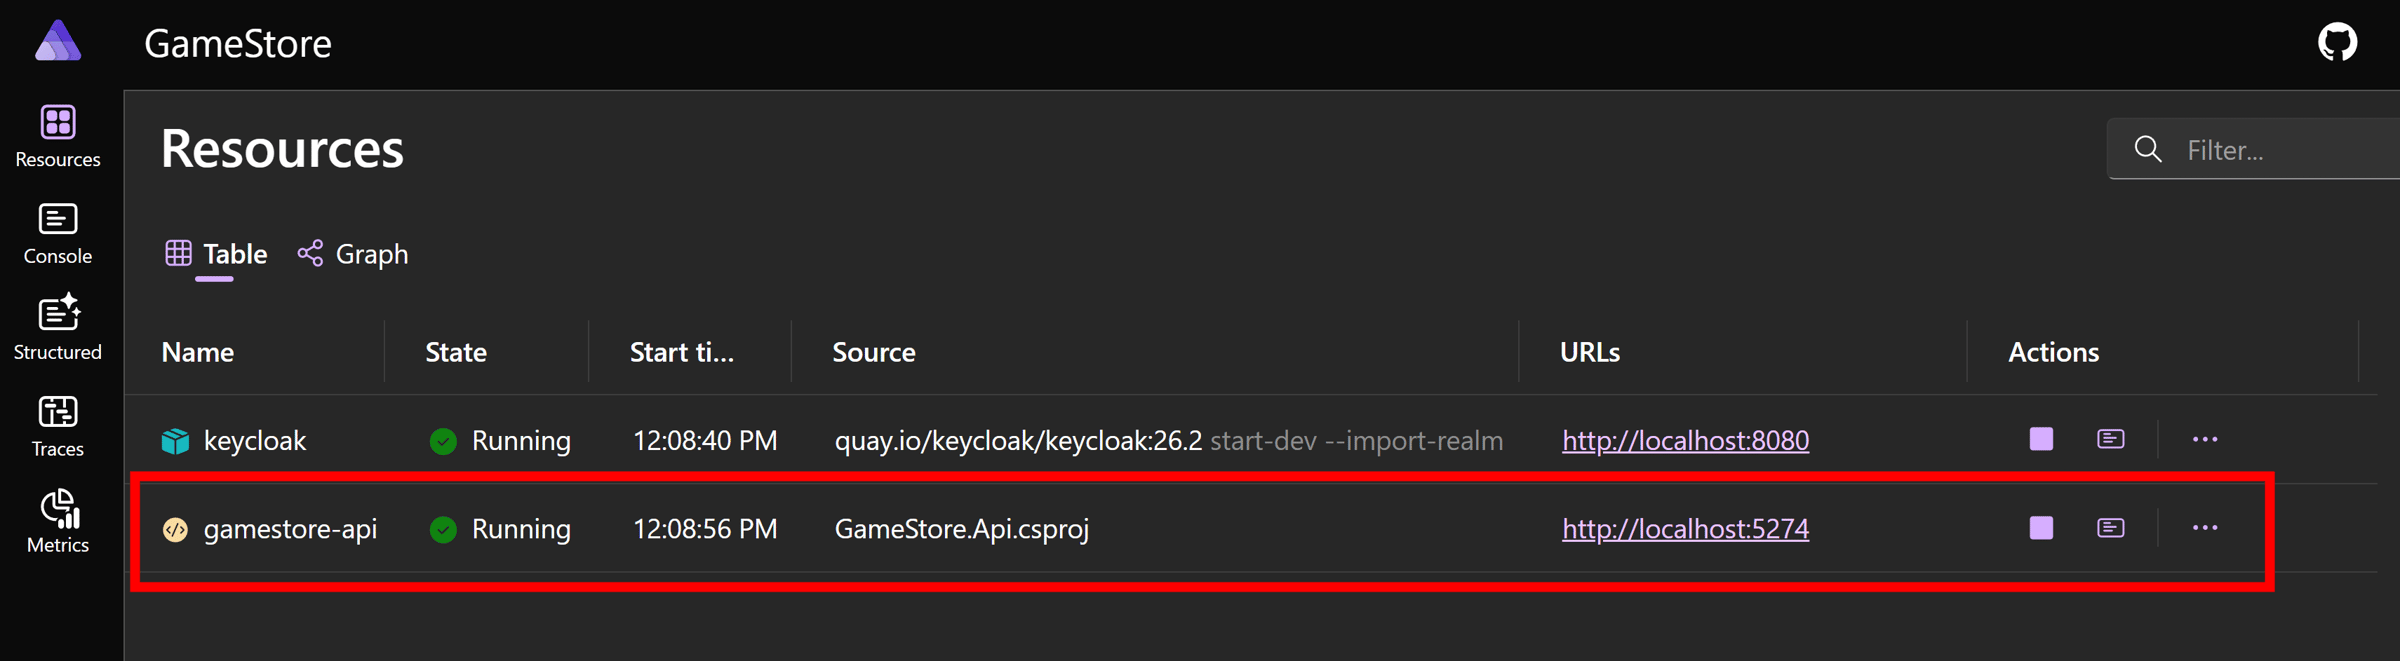 GameStore
Resources
Console
Structured
Traces
Metrics
Resources
Filter...
Table Graph
Name State Start ti... Source URLs Actions
keycloak Running 12:08:40 PM quay.io/keycloak/keycloak:26.2 start-dev --import-realm http://localhost:8080
gamestore-api Running 12:08:56 PM GameStore.Api.csproj http://localhost:5274